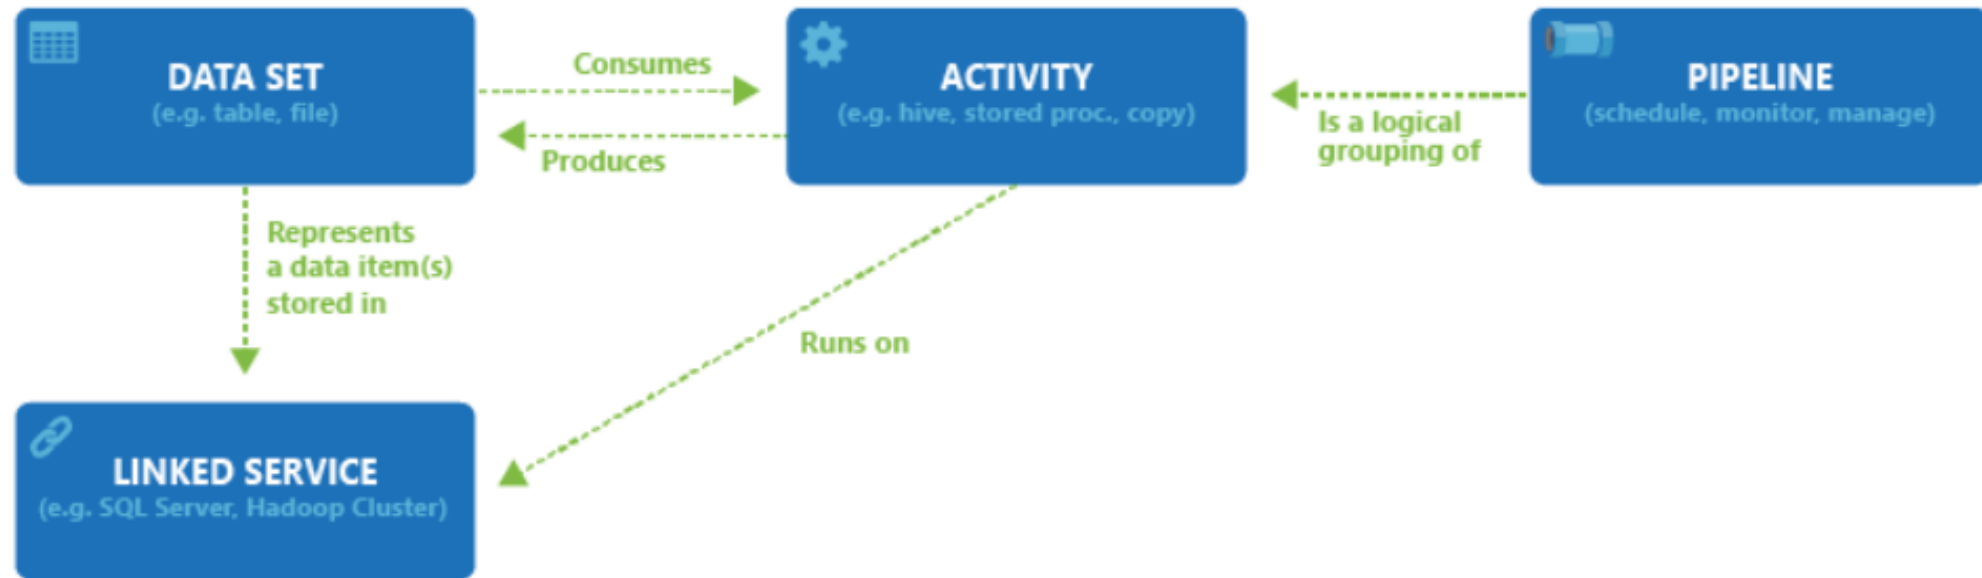 DATA SET
(e.g. table, file)
Consumes
Produces
ACTIVITY
(e.g. hive, stored proc., copy)
Is a logical
grouping of
PIPELINE
(schedule, monitor, manage)
Represents
a data item(s)
stored in
Runs on
LINKED SERVICE
(e.g. SQL Server, Hadoop Cluster)